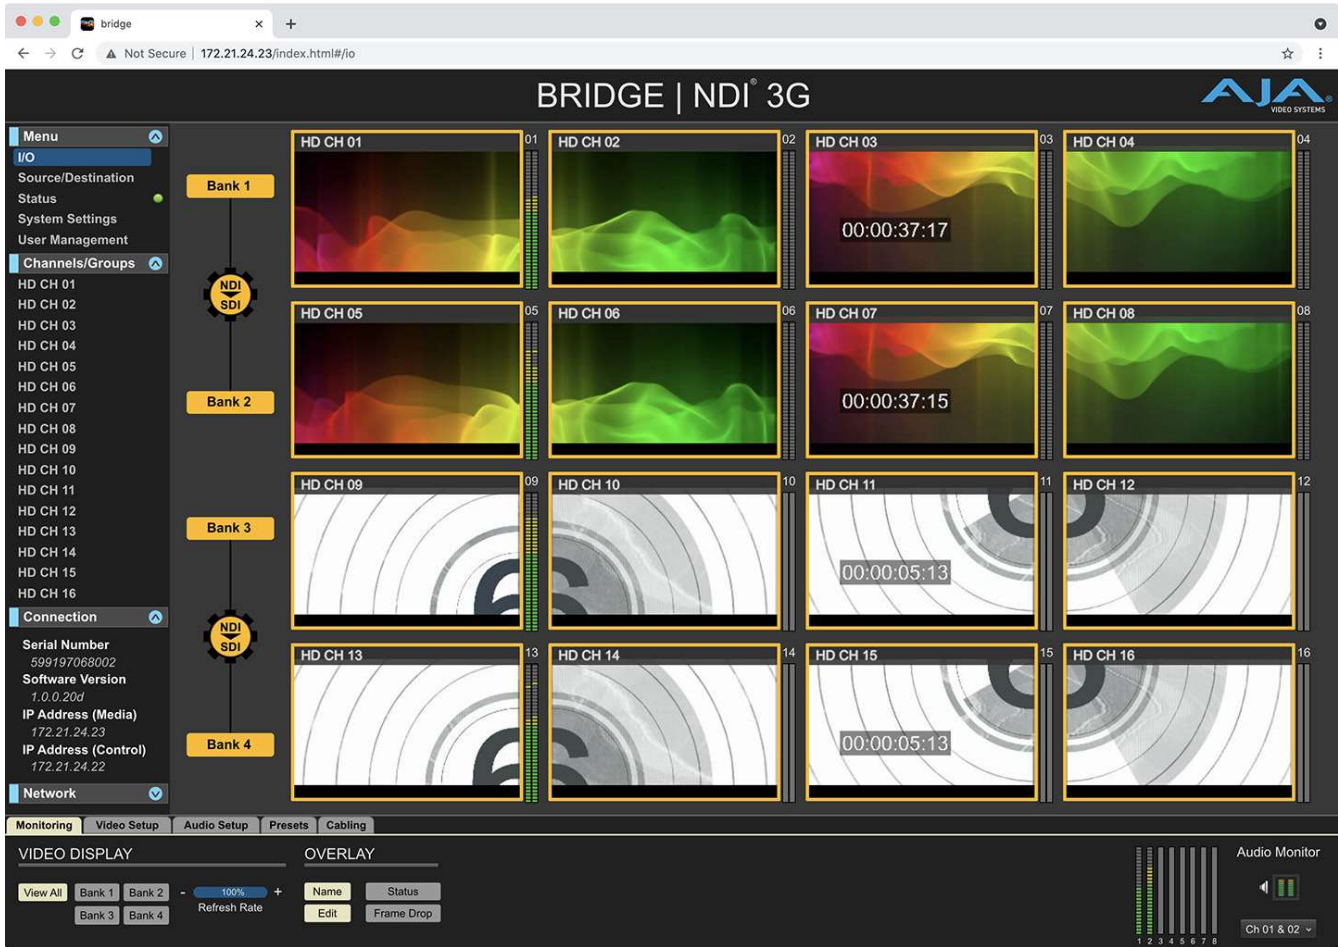 bridge × +
Not Secure | 172.21.24.23/index.html#/io
BRIDGE | NDI® 3G
AJA®
VIDEO SYSTEMS
Menu
I/O
Source/Destination
Status
System Settings
User Management
Channels/Groups
HD CH 01
HD CH 02
HD CH 03
HD CH 04
HD CH 05
HD CH 06
HD CH 07
HD CH 08
HD CH 09
HD CH 10
HD CH 11
HD CH 12
HD CH 13
HD CH 14
HD CH 15
HD CH 16
Connection
Serial Number
599197068002
Software Version
1.0.0.20d
IP Address (Media)
172.21.24.23
IP Address (Control)
172.21.24.22
Network
Bank 1
NDI
SDI
Bank 2
Bank 3
NDI
SDI
Bank 4
HD CH 01 01 HD CH 02 02 HD CH 03 03 HD CH 04 04
00:00:37:17
HD CH 05 05 HD CH 06 06 HD CH 07 07 HD CH 08 08
00:00:37:15
HD CH 09 09 HD CH 10 10 HD CH 11 11 HD CH 12 12
6
00:00:05:13
HD CH 13 13 HD CH 14 14 HD CH 15 15 HD CH 16 16
6
00:00:05:13
Monitoring Video Setup Audio Setup Presets Cabling
VIDEO DISPLAY
View All Bank 1 Bank 2 - 100% +
Bank 3 Bank 4 Refresh Rate
OVERLAY
Name Status
Edit Frame Drop
1 2 3 4 5 6 7 8
Audio Monitor
Ch 01 & 02